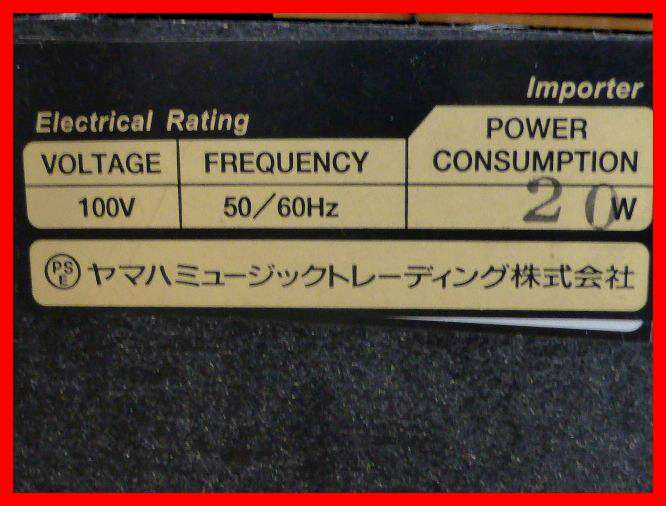 Importer
Electrical Rating
VOLTAGE FREQUENCY POWER CONSUMPTION
100V 50/60Hz 20W
PSE ヤマハミュージックトレーディング株式会社